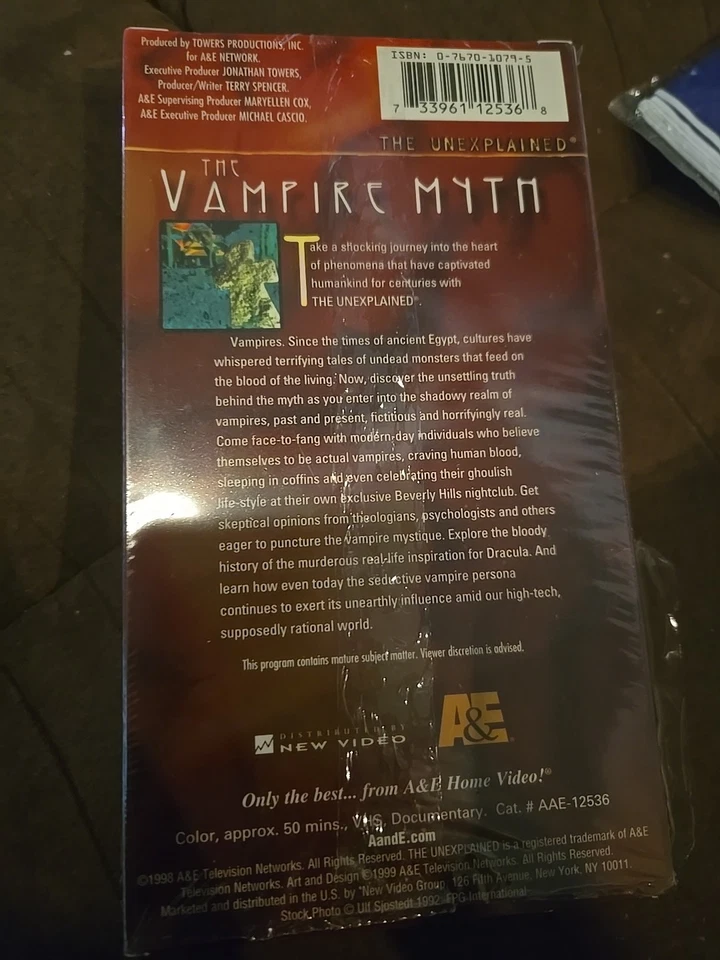 Produced by TOWERS PRODUCTIONS, INC.
for A&E NETWORK.
Executive Producer JONATHAN TOWERS,
Producer/Writer TERRY SPENCER.
A&E Supervising Producer MARYELLEN COX,
A&E Executive Producer MICHAEL CASCIO.
ISBN: 0-7670-1079-5
7 33961 12536 8
THE UNEXPLAINED®
THE
VAMPIRE MYTH
Take a shocking journey into the heart
of phenomena that have captivated
humankind for centuries with
THE UNEXPLAINED®.
Vampires. Since the times of ancient Egypt, cultures have
whispered terrifying tales of undead monsters that feed on
the blood of the living. Now, discover the unsettling truth
behind the myth as you enter into the shadowy realm of
vampires, past and present, fictitious and horrifyingly real.
Come face-to-fang with modern-day individuals who believe
themselves to be actual vampires, craving human blood,
sleeping in coffins and even celebrating their ghoulish
life-style at their own exclusive Beverly Hills nightclub. Get
skeptical opinions from theologians, psychologists and others
eager to puncture the vampire mystique. Explore the bloody
history of the murderous real-life inspiration for Dracula. And
learn how even today the seductive vampire persona
continues to exert its unearthly influence amid our high-tech,
supposedly rational world.
This program contains mature subject matter. Viewer discretion is advised.
DISTRIBUTED BY
NEW VIDEO
A&E
Only the best... from A&E Home Video!®
Color, approx. 50 mins., VHS, Documentary. Cat. # AAE-12536
AandE.com
©1998 A&E Television Networks. All Rights Reserved. THE UNEXPLAINED is a registered trademark of A&E
Television Networks. Art and Design ©1999 A&E Television Networks. All Rights Reserved.
Marketed and distributed in the U.S. by New Video Group, 126 Fifth Avenue, New York, NY 10011.
Stock Photo © Ulf Sjostedt 1992, FPG International